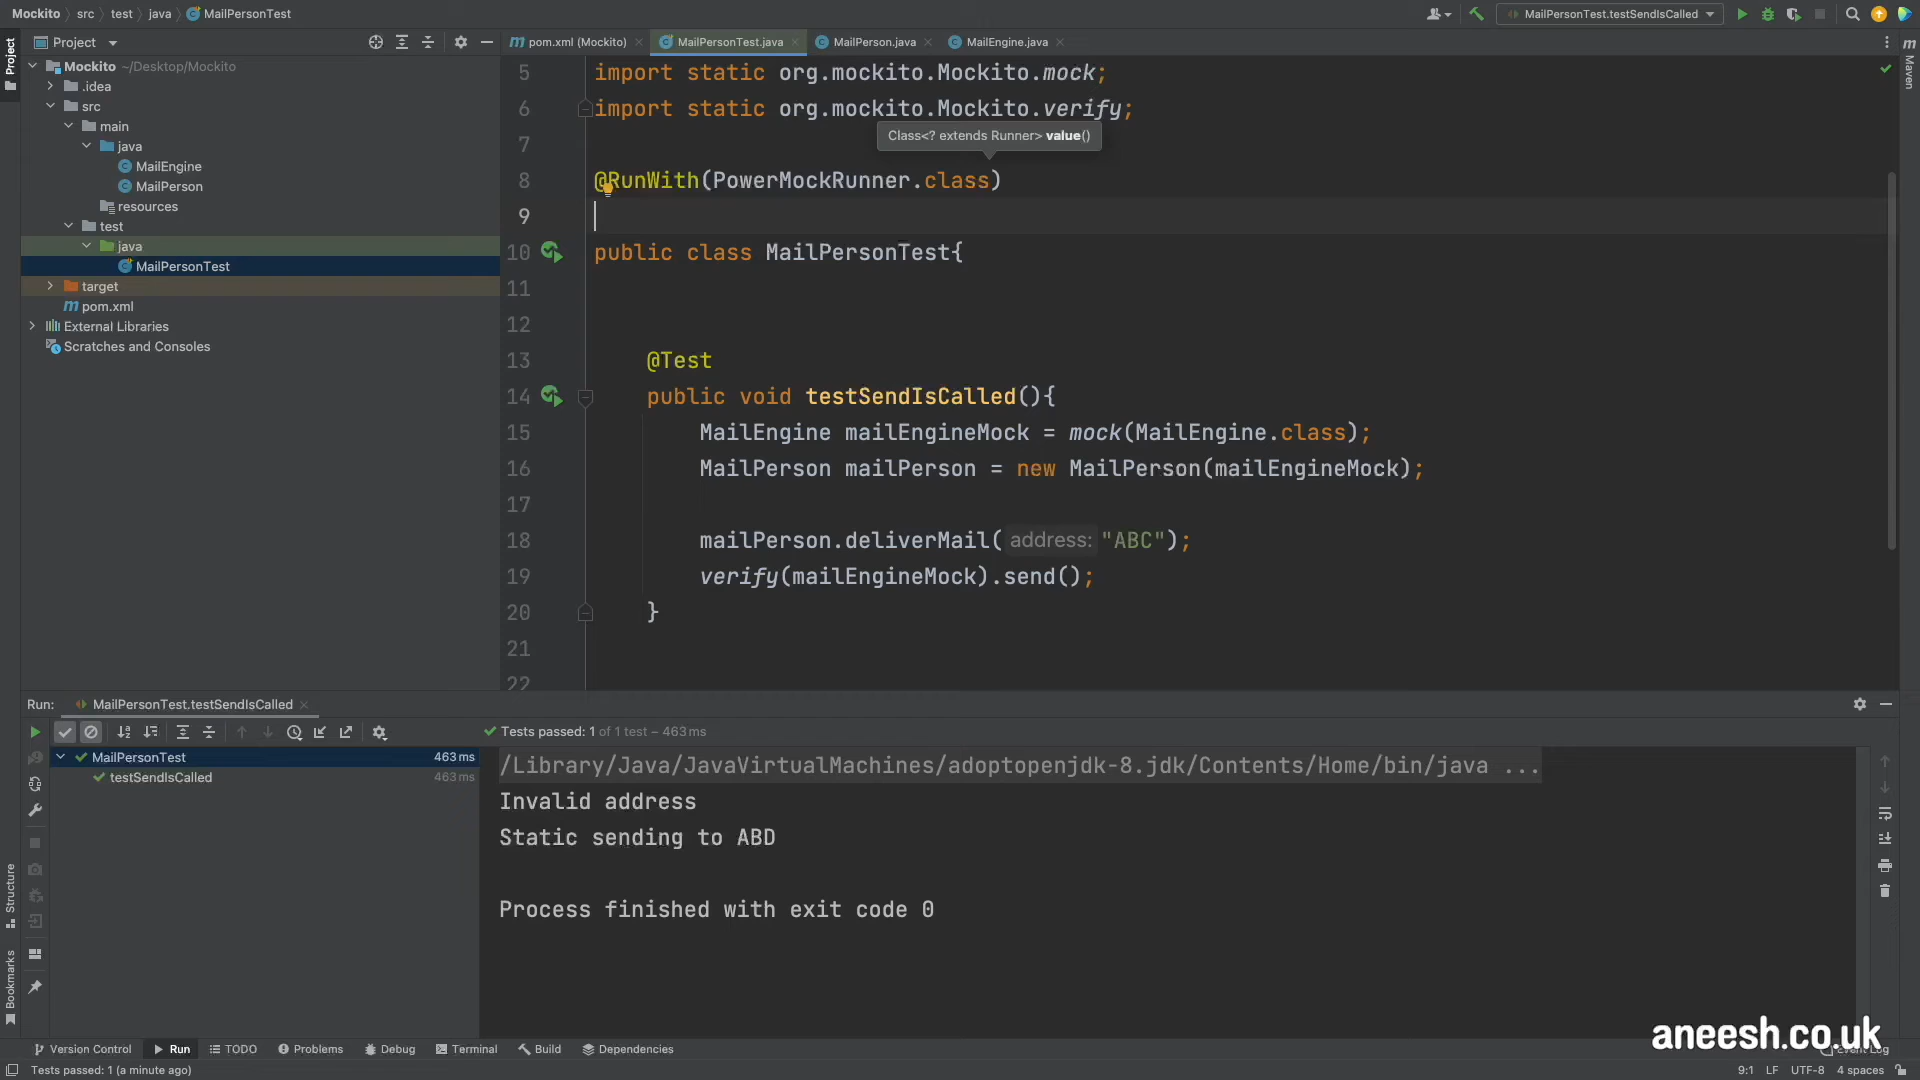 Mockito src test java MailPersonTest
MailPersonTest.testSendIsCalled
Project
pom.xml (Mockito)
MailPersonTest.java
MailPerson.java
MailEngine.java
Project
Maven
Mockito ~/Desktop/Mockito
.idea
src
main
java
MailEngine
MailPerson
resources
test
java
MailPersonTest
target
pom.xml
External Libraries
Scratches and Consoles
5 import static org.mockito.Mockito.mock;
6 import static org.mockito.Mockito.verify;
Class<? extends Runner> value()
7
8 @RunWith(PowerMockRunner.class)
9
10 public class MailPersonTest{
11
12
13 @Test
14 public void testSendIsCalled(){
15 MailEngine mailEngineMock = mock(MailEngine.class);
16 MailPerson mailPerson = new MailPerson(mailEngineMock);
17
18 mailPerson.deliverMail( address: "ABC");
19 verify(mailEngineMock).send();
20 }
21
22
Run: MailPersonTest.testSendIsCalled
Tests passed: 1 of 1 test – 463 ms
MailPersonTest 463 ms
testSendIsCalled 463 ms
/Library/Java/JavaVirtualMachines/adoptopenjdk-8.jdk/Contents/Home/bin/java ...
Invalid address
Static sending to ABD
Process finished with exit code 0
Structure
Bookmarks
aneesh.co.uk
Version Control Run TODO Problems Debug Terminal Build Dependencies
Event Log
Tests passed: 1 (a minute ago)
9:1 LF UTF-8 4 spaces